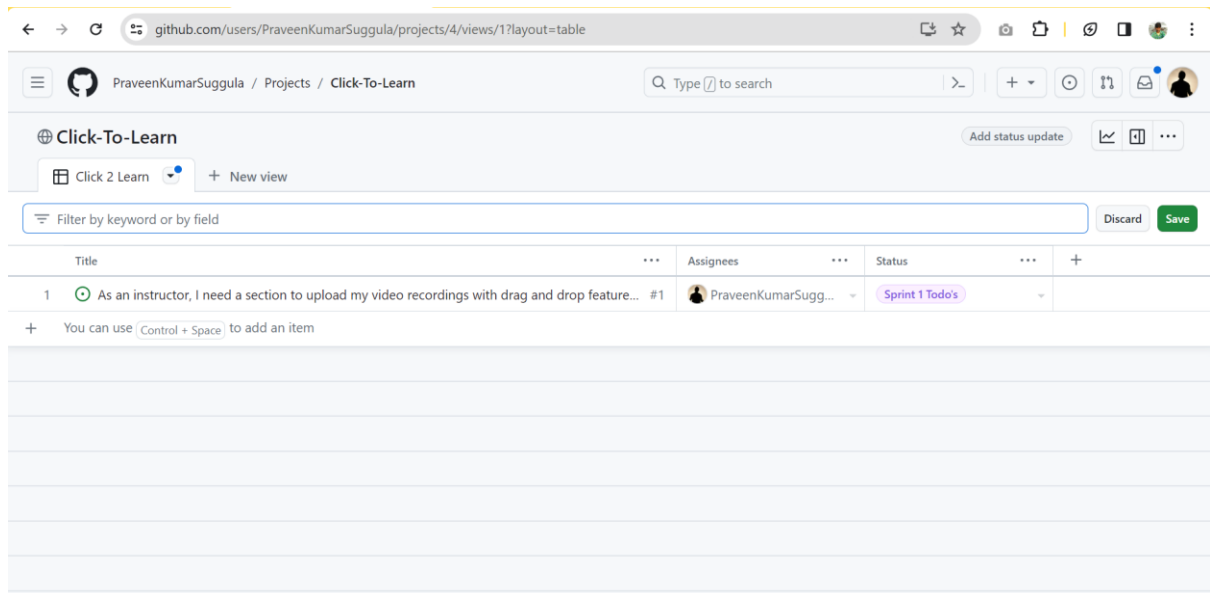 github.com/users/PraveenKumarSuggula/projects/4/views/1?layout=table
PraveenKumarSuggula / Projects / Click-To-Learn
Type / to search
Click-To-Learn
Add status update
Click 2 Learn
New view
Filter by keyword or by field
Discard
Save
Title ... Assignees ... Status ... +
1 As an instructor, I need a section to upload my video recordings with drag and drop feature... #1 PraveenKumarSugg... Sprint 1 Todo's
+ You can use Control + Space to add an item